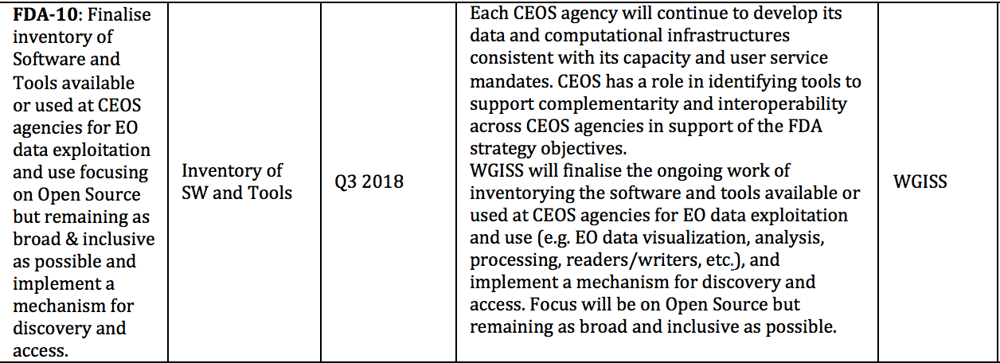 FDA-10: Finalise
inventory of
Software and
Tools available
or used at CEOS
agencies for EO
data exploitation
and use focusing
on Open Source
but remaining as
broad & inclusive
as possible and
implement a
mechanism for
discovery and
access.
Inventory of
SW and Tools
Q3 2018
Each CEOS agency will continue to develop its
data and computational infrastructures
consistent with its capacity and user service
mandates. CEOS has a role in identifying tools to
support complementarity and interoperability
across CEOS agencies in support of the FDA
strategy objectives.
WGISS will finalise the ongoing work of
inventorying the software and tools available or
used at CEOS agencies for EO data exploitation
and use (e.g. EO data visualization, analysis,
processing, readers/writers, etc.), and
implement a mechanism for discovery and
access. Focus will be on Open Source but
remaining as broad and inclusive as possible.
WGISS